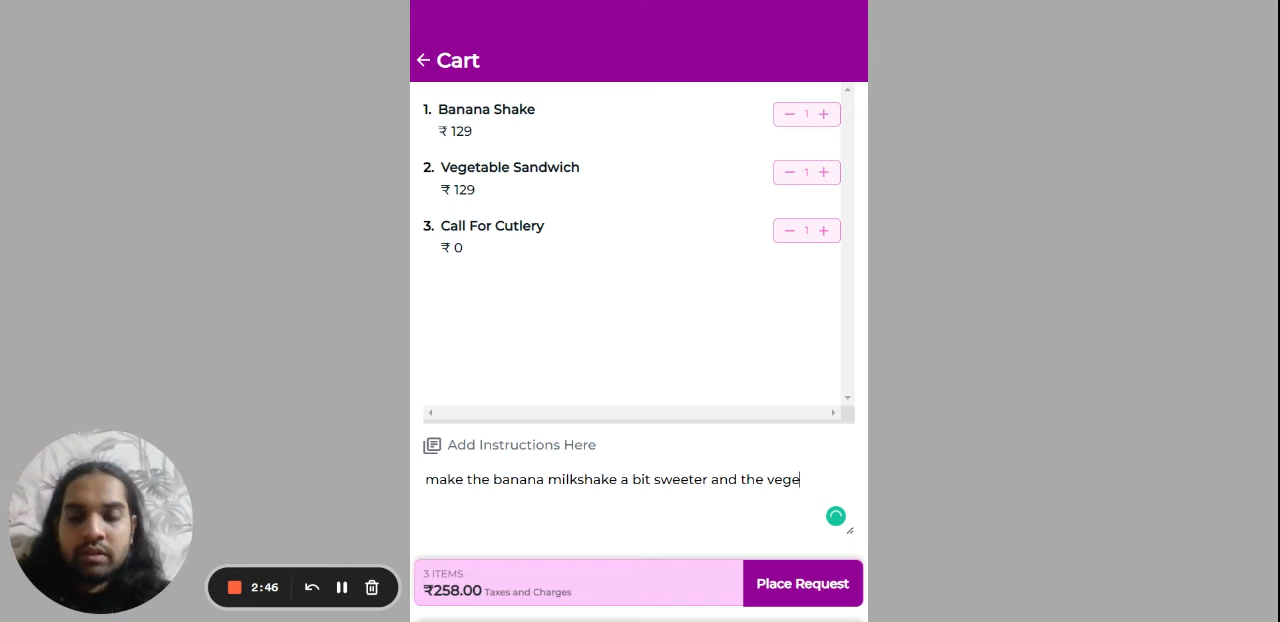 Cart
1. Banana Shake
₹ 129
1
2. Vegetable Sandwich
₹ 129
1
3. Call For Cutlery
₹ 0
1
Add Instructions Here
make the banana milkshake a bit sweeter and the vege
3 ITEMS
₹258.00 Taxes and Charges
Place Request
2:46